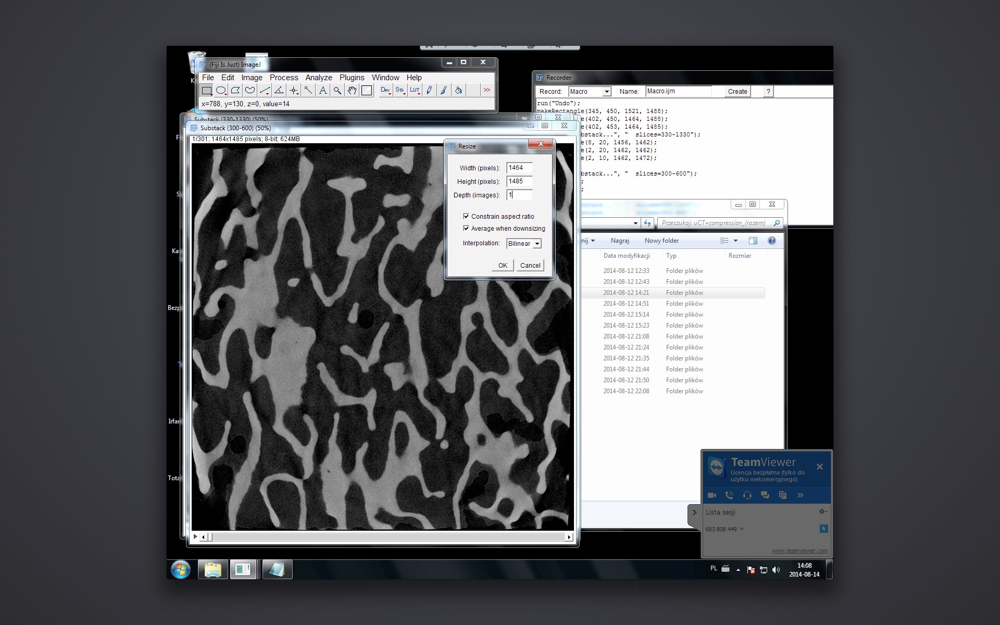 (Fiji Is Just) ImageJ
File Edit Image Process Analyze Plugins Window Help
Dev Stk LUT >>
x=788, y=130, z=0, value=14
Substack (330-1330) (50%)
Substack (300-600) (50%)
1/301; 1464x1485 pixels; 8-bit; 624MB
Resize
Width (pixels): 1464
Height (pixels): 1485
Depth (images): 1
Constrain aspect ratio
Average when downsizing
Interpolation: Bilinear
OK Cancel
Recorder
Record: Macro Name: Macro.ijm Create ?
run("Undo");
makeRectangle(345, 450, 1521, 1488);
e(402, 450, 1464, 1488);
e(402, 453, 1464, 1485);
bstack...", " slices=330-1330");
e(8, 20, 1456, 1462);
e(2, 20, 1462, 1462);
e(2, 10, 1462, 1472);
bstack...", " slices=300-600");
;
;
Przeszukaj: uCT+compression_(razem)
nij Nagraj Nowy folder
Data modyfikacji Typ Rozmiar
2014-08-12 12:33 Folder plików
2014-08-12 12:43 Folder plików
2014-08-12 14:21 Folder plików
2014-08-12 14:51 Folder plików
2014-08-12 15:14 Folder plików
2014-08-12 15:23 Folder plików
2014-08-12 21:08 Folder plików
2014-08-12 21:24 Folder plików
2014-08-12 21:35 Folder plików
2014-08-12 21:44 Folder plików
2014-08-12 21:50 Folder plików
2014-08-12 22:08 Folder plików
K
F
S
Ka
Bezp
Irfan
Tota
TeamViewer
Licencja bezpłatna (tylko do
użytku niekomercyjnego)
Lista sesji
683 808 449
www.teamviewer.com
PL
14:08
2014-08-14